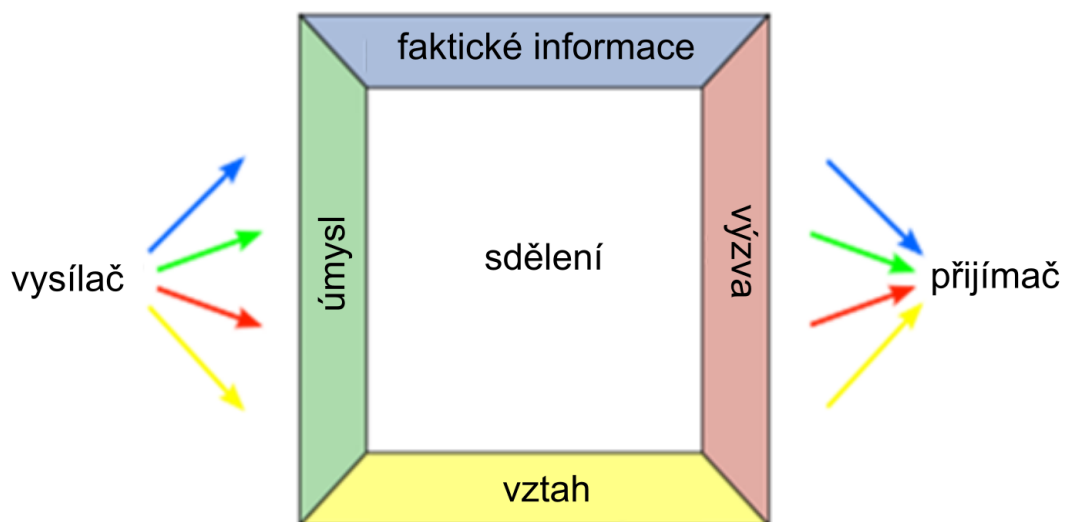 faktické informace
vysílač
úmysl
sdělení
výzva
přijímač
vztah